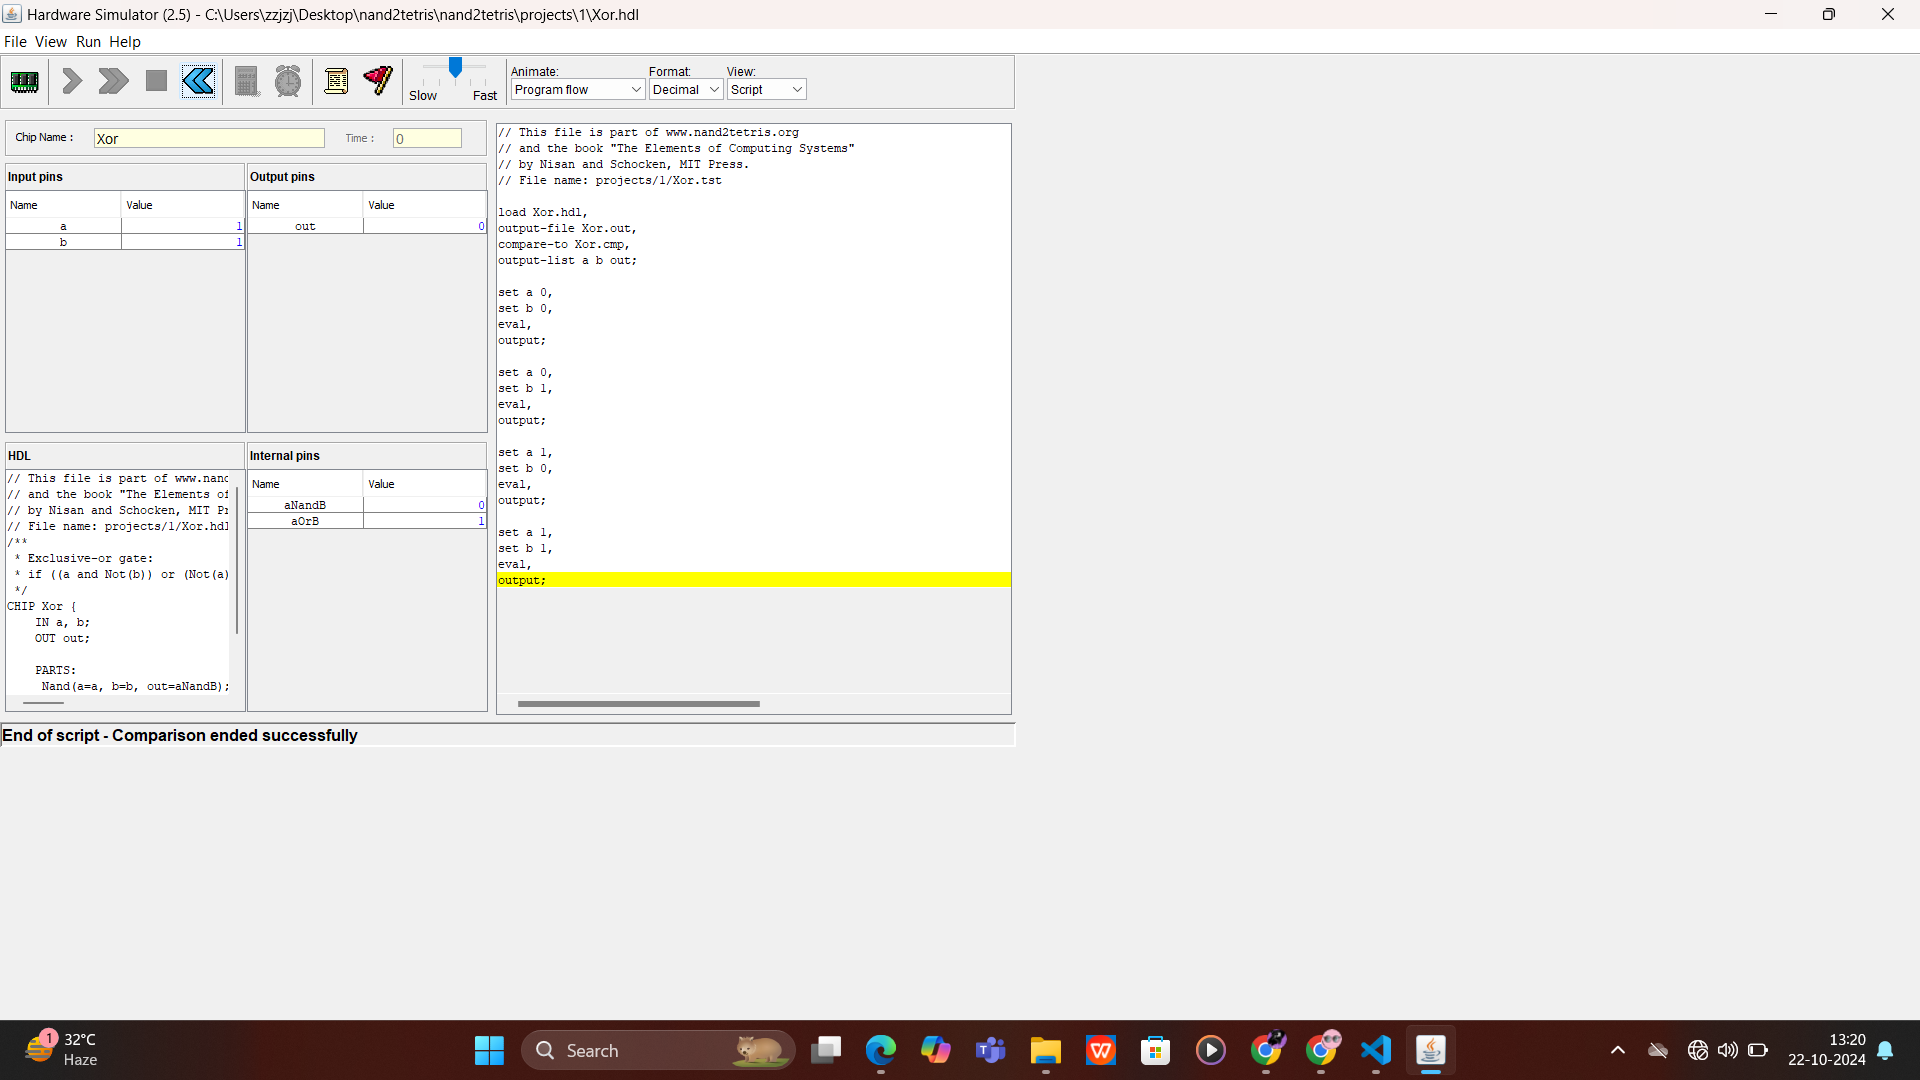 Hardware Simulator (2.5) - C:\Users\zzjzj\Desktop\nand2tetris\nand2tetris\projects\1\Xor.hdl
File View Run Help
Slow Fast
Animate: Format: View:
Program flow Decimal Script
Chip Name : Xor Time : 0
Input pins
Name Value
a 1
b 1
Output pins
Name Value
out 0
HDL
// This file is part of www.nand
// and the book "The Elements of
// by Nisan and Schocken, MIT Pr
// File name: projects/1/Xor.hdl
/**
* Exclusive-or gate:
* if ((a and Not(b)) or (Not(a)
*/
CHIP Xor {
IN a, b;
OUT out;
PARTS:
Nand(a=a, b=b, out=aNandB);
Internal pins
Name Value
aNandB 0
aOrB 1
// This file is part of www.nand2tetris.org
// and the book "The Elements of Computing Systems"
// by Nisan and Schocken, MIT Press.
// File name: projects/1/Xor.tst
load Xor.hdl,
output-file Xor.out,
compare-to Xor.cmp,
output-list a b out;
set a 0,
set b 0,
eval,
output;
set a 0,
set b 1,
eval,
output;
set a 1,
set b 0,
eval,
output;
set a 1,
set b 1,
eval,
output;
End of script - Comparison ended successfully
1
32°C
Haze
Search
13:20
22-10-2024